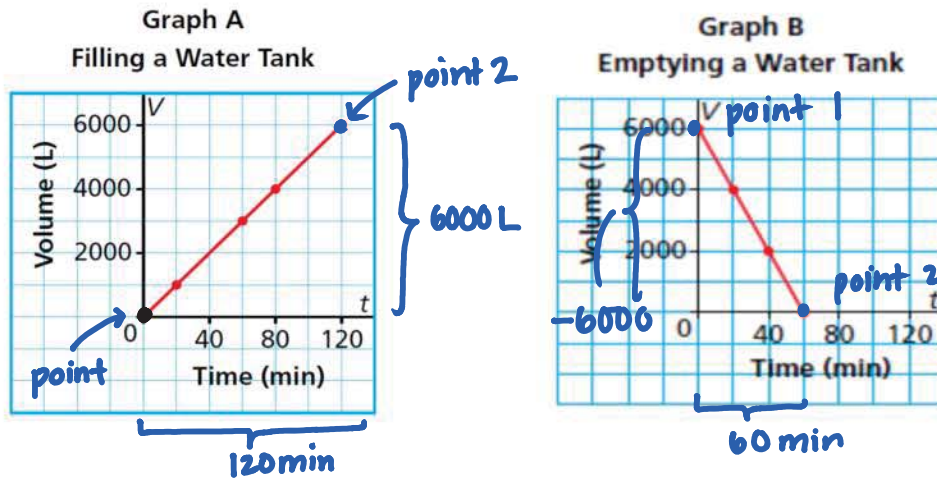 Graph A
Filling a Water Tank
point 2
V
6000
4000
2000
Volume (L)
6000 L
t
0
40
80
120
Time (min)
point
120 min
Graph B
Emptying a Water Tank
V
point 1
6000
4000
2000
Volume (L)
-6000
point 2
t
0
40
80
120
Time (min)
60 min